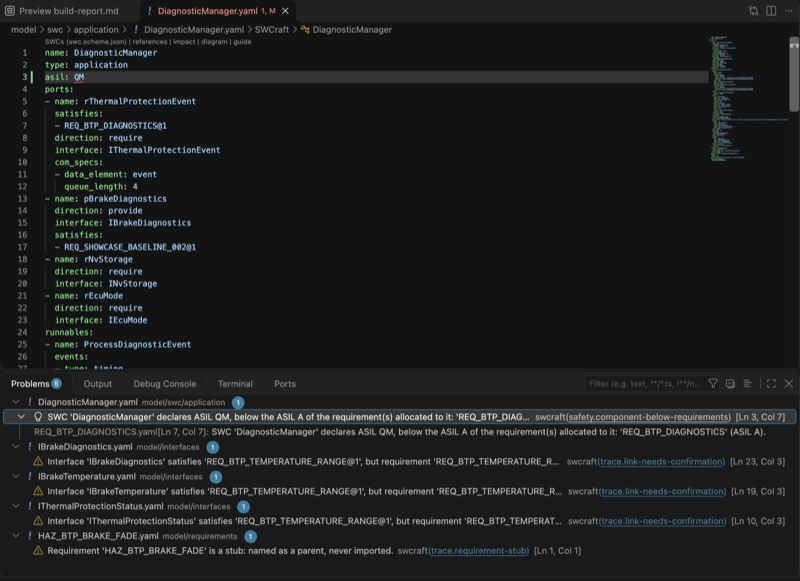 Preview build-report.md
! DiagnosticManager.yaml 1, M
model > swc > application > ! DiagnosticManager.yaml > SWCraft > DiagnosticManager
SWCs (swc.schema.json) | references | impact | diagram | guide
1 name: DiagnosticManager
2 type: application
3 asil: QM
4 ports:
5 - name: rThermalProtectionEvent
6 satisfies:
7 - REQ_BTP_DIAGNOSTICS@1
8 direction: require
9 interface: IThermalProtectionEvent
10 com_specs:
11 - data_element: event
12 queue_length: 4
13 - name: pBrakeDiagnostics
14 direction: provide
15 interface: IBrakeDiagnostics
16 satisfies:
17 - REQ_SHOWCASE_BASELINE_002@1
18 - name: rNvStorage
19 direction: require
20 interface: INvStorage
21 - name: rEcuMode
22 direction: require
23 interface: IEcuMode
24 runnables:
25 - name: ProcessDiagnosticEvent
26 events:
27 - type: timing
Problems 5 Output Debug Console Terminal Ports Filter (e.g. text, **/*.ts, !**/n...
! DiagnosticManager.yaml model/swc/application 1
SWC 'DiagnosticManager' declares ASIL QM, below the ASIL A of the requirement(s) allocated to it: 'REQ_BTP_DIAG... swcraft(safety.component-below-requirements) [Ln 3, Col 7]
REQ_BTP_DIAGNOSTICS.yaml[Ln 7, Col 7]: SWC 'DiagnosticManager' declares ASIL QM, below the ASIL A of the requirement(s) allocated to it: 'REQ_BTP_DIAGNOSTICS' (ASIL A).
! IBrakeDiagnostics.yaml model/interfaces 1
Interface 'IBrakeDiagnostics' satisfies 'REQ_BTP_TEMPERATURE_RANGE@1', but requirement 'REQ_BTP_TEMPERATURE_R... swcraft(trace.link-needs-confirmation) [Ln 23, Col 3]
! IBrakeTemperature.yaml model/interfaces 1
Interface 'IBrakeTemperature' satisfies 'REQ_BTP_TEMPERATURE_RANGE@1', but requirement 'REQ_BTP_TEMPERATURE_R... swcraft(trace.link-needs-confirmation) [Ln 19, Col 3]
! IThermalProtectionStatus.yaml model/interfaces 1
Interface 'IThermalProtectionStatus' satisfies 'REQ_BTP_TEMPERATURE_RANGE@1', but requirement 'REQ_BTP_TEMPERAT... swcraft(trace.link-needs-confirmation) [Ln 10, Col 3]
! HAZ_BTP_BRAKE_FADE.yaml model/requirements 1
Requirement 'HAZ_BTP_BRAKE_FADE' is a stub: named as a parent, never imported. swcraft(trace.requirement-stub) [Ln 1, Col 1]